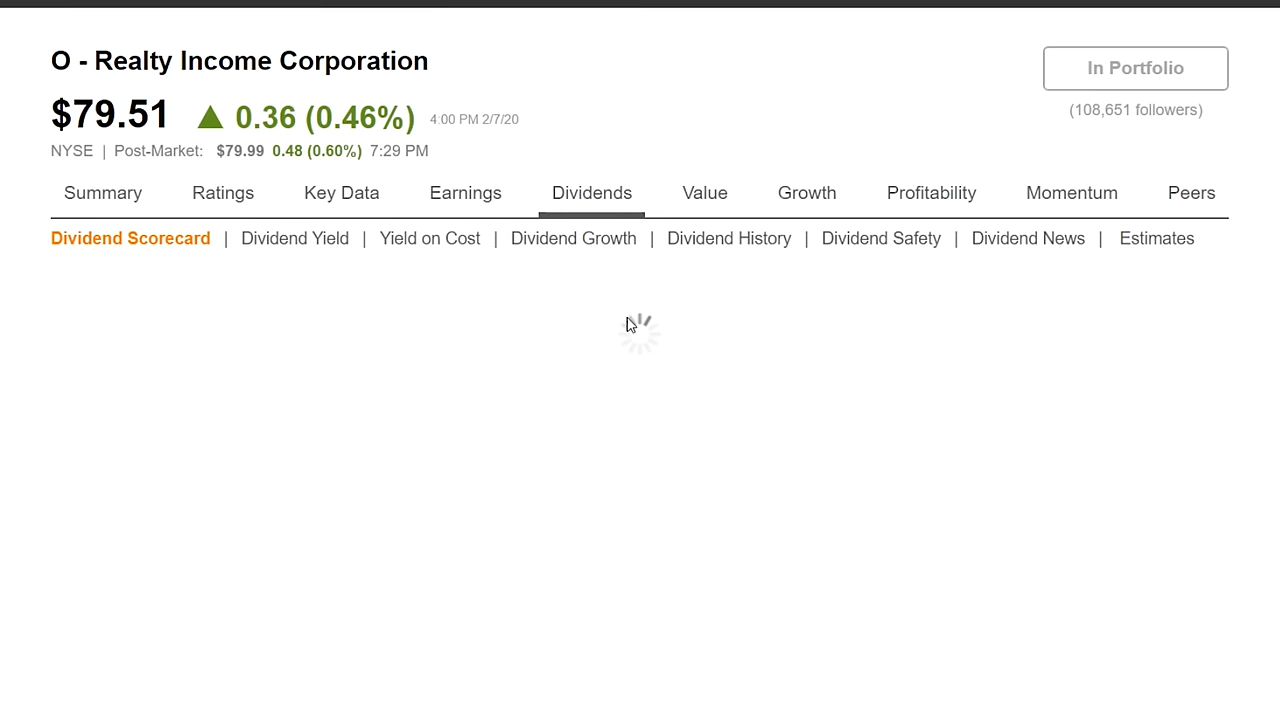 O - Realty Income Corporation
In Portfolio
$79.51 ▲ 0.36 (0.46%) 4:00 PM 2/7/20
(108,651 followers)
NYSE | Post-Market: $79.99 0.48 (0.60%) 7:29 PM
Summary Ratings Key Data Earnings Dividends Value Growth Profitability Momentum Peers
Dividend Scorecard | Dividend Yield | Yield on Cost | Dividend Growth | Dividend History | Dividend Safety | Dividend News | Estimates